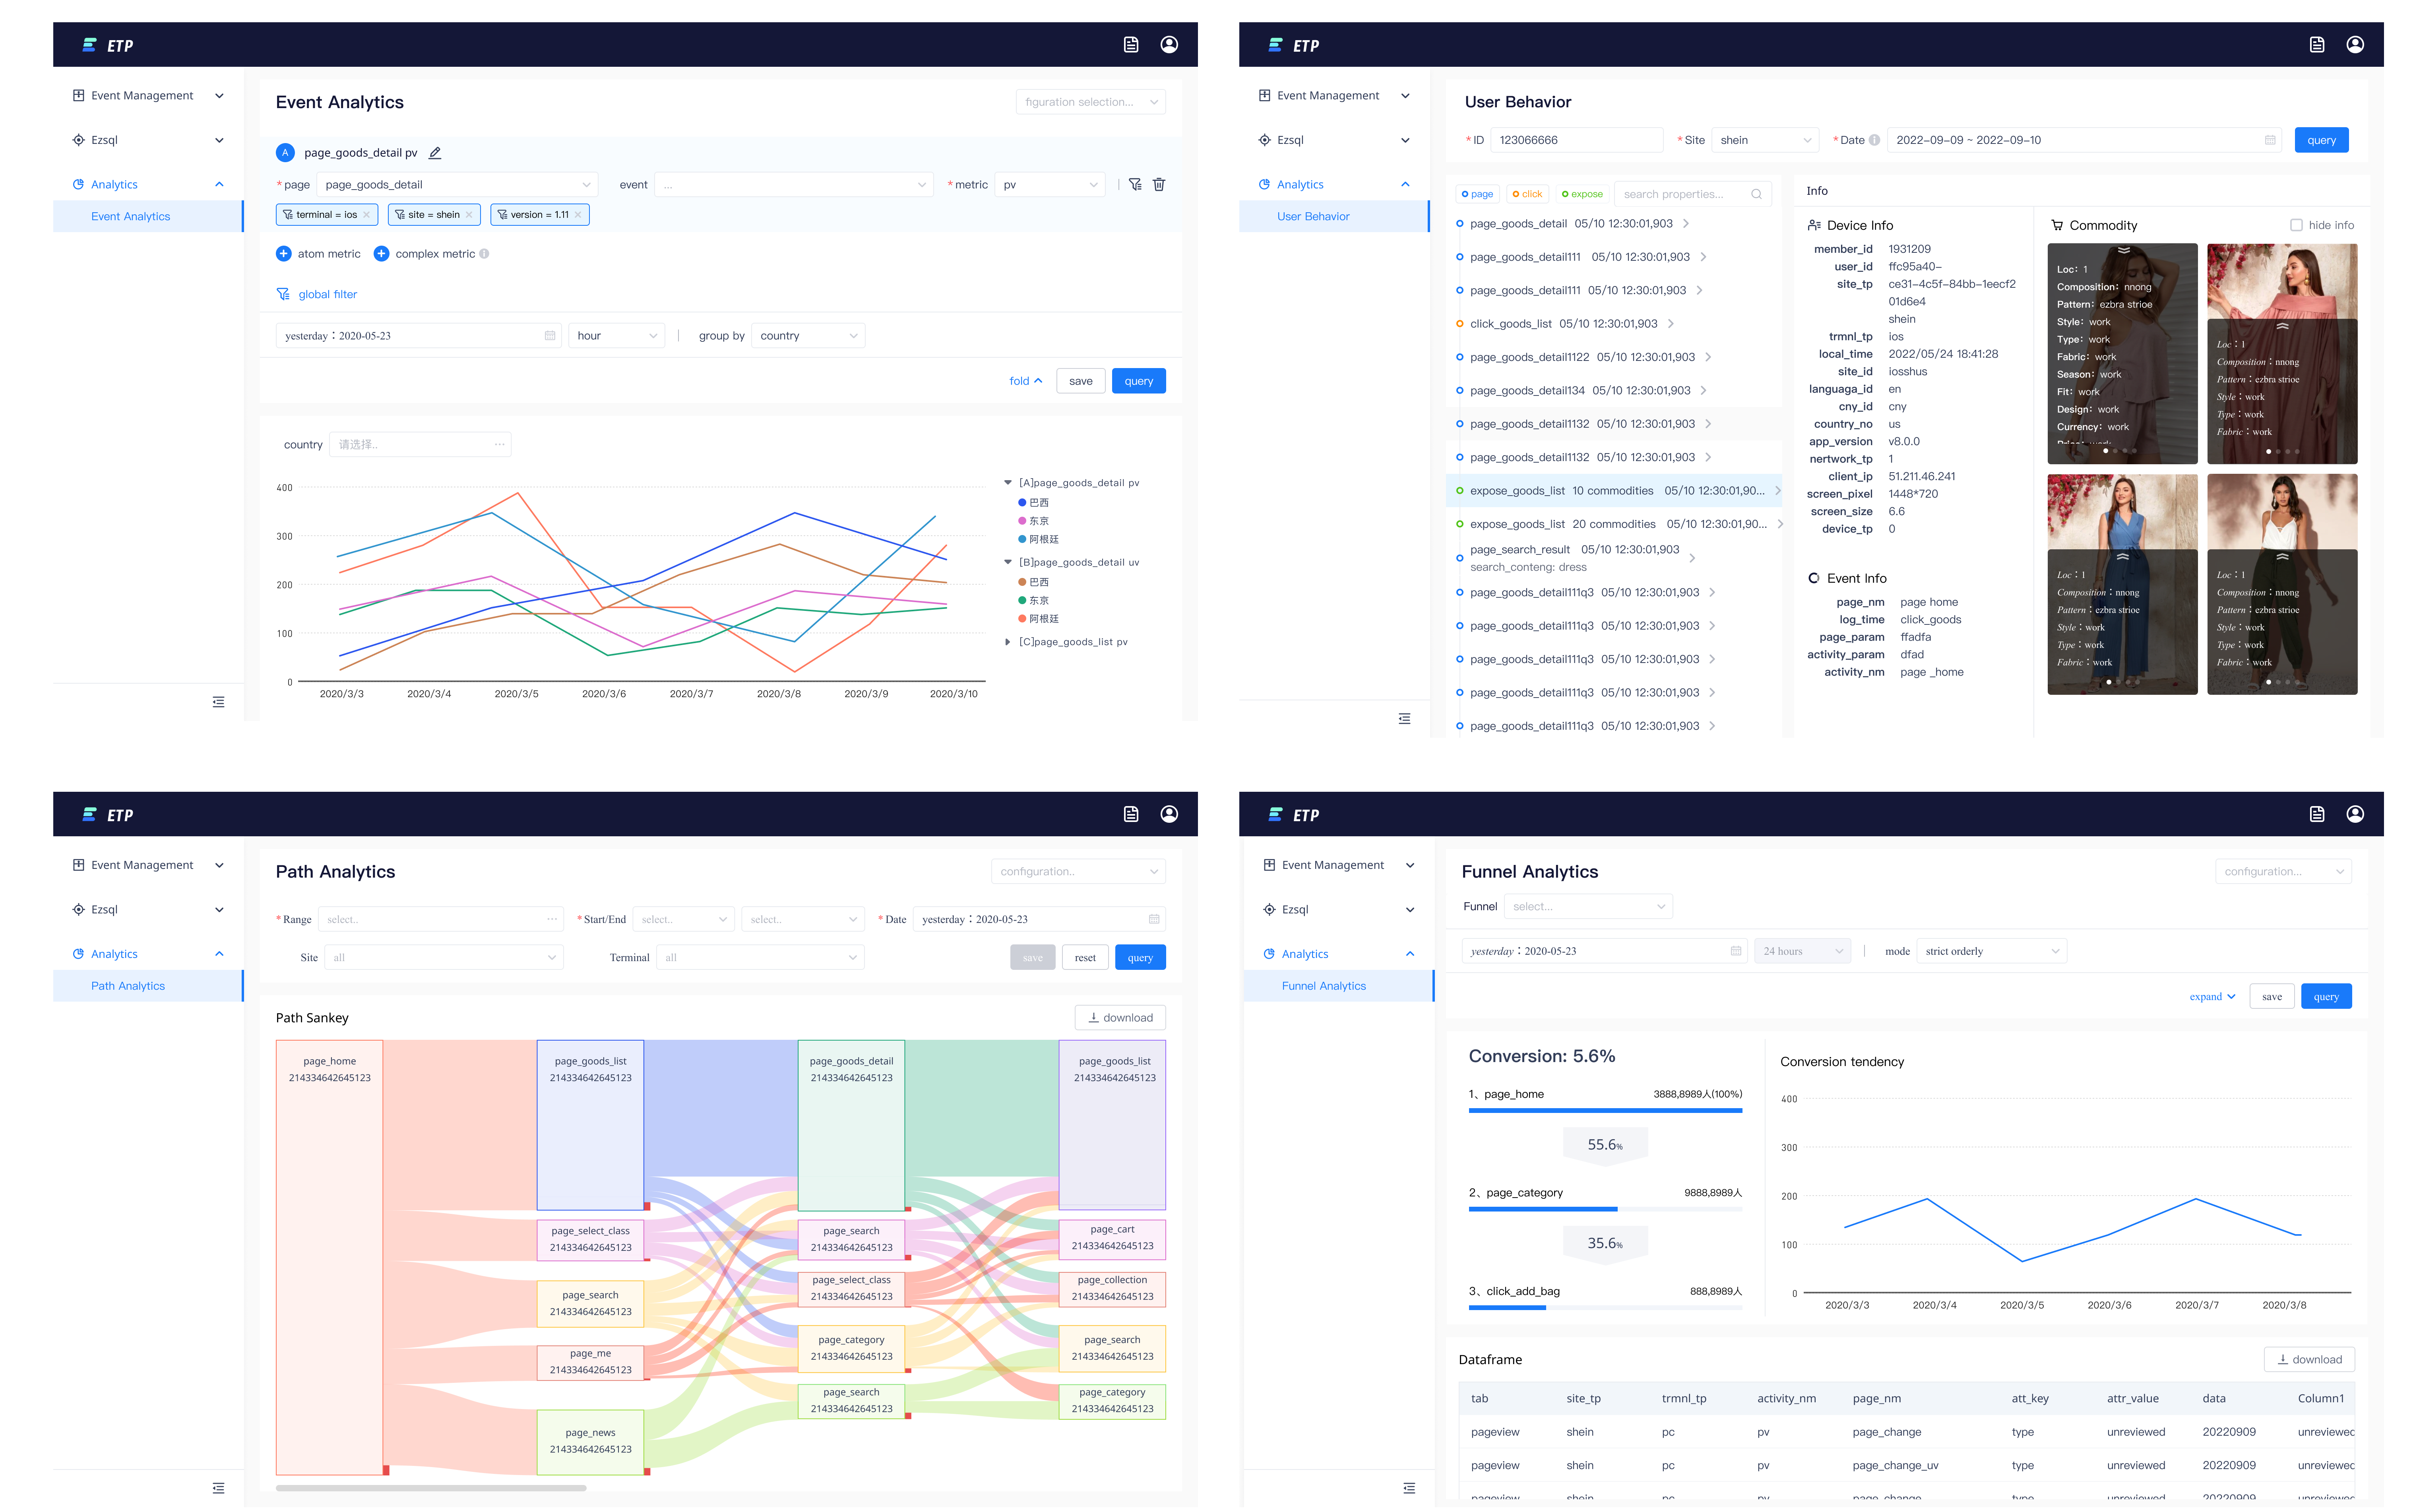 ETP
Event Management
Ezsql
Analytics
Event Analytics
Event Analytics
figuration selection...
A page_goods_detail pv
* page page_goods_detail event ... * metric pv
terminal = ios × site = shein × version = 1.11 ×
atom metric complex metric
global filter
yesterday：2020-05-23 hour group by country
fold save query
country 请选择..
400
300
200
100
0
2020/3/3 2020/3/4 2020/3/5 2020/3/6 2020/3/7 2020/3/8 2020/3/9 2020/3/10
[A]page_goods_detail pv
巴西
东京
阿根廷
[B]page_goods_detail uv
巴西
东京
阿根廷
[C]page_goods_list pv
ETP
Event Management
Ezsql
Analytics
User Behavior
User Behavior
* ID 123066666 * Site shein * Date 2022-09-09 ~ 2022-09-10 query
page click expose search properties...
page_goods_detail 05/10 12:30:01,903
page_goods_detail111 05/10 12:30:01,903
page_goods_detail111 05/10 12:30:01,903
click_goods_list 05/10 12:30:01,903
page_goods_detail1122 05/10 12:30:01,903
page_goods_detail134 05/10 12:30:01,903
page_goods_detail1132 05/10 12:30:01,903
page_goods_detail1132 05/10 12:30:01,903
expose_goods_list 10 commodities 05/10 12:30:01,90...
expose_goods_list 20 commodities 05/10 12:30:01,90...
page_search_result 05/10 12:30:01,903
search_conteng: dress
page_goods_detail111q3 05/10 12:30:01,903
page_goods_detail111q3 05/10 12:30:01,903
page_goods_detail111q3 05/10 12:30:01,903
page_goods_detail111q3 05/10 12:30:01,903
page_goods_detail111q3 05/10 12:30:01,903
Info
Device Info
member_id 1931209
user_id ffc95a40-
site_tp ce31-4c5f-84bb-1eecf2
01d6e4
shein
trmnl_tp ios
local_time 2022/05/24 18:41:28
site_id iosshus
languaga_id en
cny_id cny
country_no us
app_version v8.0.0
nertwork_tp 1
client_ip 51.211.46.241
screen_pixel 1448*720
screen_size 6.6
device_tp 0
Event Info
page_nm page home
log_time click_goods
page_param ffadfa
activity_param dfad
activity_nm page _home
Commodity hide info
Loc：1
Composition：nnong
Pattern：ezbra strioe
Style：work
Type：work
Fabric：work
Season：work
Fit：work
Design：work
Currency：work
Loc：1
Composition：nnong
Pattern：ezbra strioe
Style：work
Type：work
Fabric：work
Loc：1
Composition：nnong
Pattern：ezbra strioe
Style：work
Type：work
Fabric：work
Loc：1
Composition：nnong
Pattern：ezbra strioe
Style：work
Type：work
Fabric：work
ETP
Event Management
Ezsql
Analytics
Path Analytics
Path Analytics
configuration..
* Range select.. * Start/End select.. select.. * Date yesterday：2020-05-23
Site all Terminal all save reset query
Path Sankey
download
page_home
214334642645123
page_goods_list
214334642645123
page_select_class
214334642645123
page_search
214334642645123
page_me
214334642645123
page_news
214334642645123
page_goods_detail
214334642645123
page_search
214334642645123
page_select_class
214334642645123
page_category
214334642645123
page_search
214334642645123
page_goods_list
214334642645123
page_cart
214334642645123
page_collection
214334642645123
page_search
214334642645123
page_category
214334642645123
ETP
Event Management
Ezsql
Analytics
Funnel Analytics
Funnel Analytics
configuration...
Funnel select...
yesterday：2020-05-23 24 hours mode strict orderly
expand save query
Conversion: 5.6%
1、page_home 3888,8989人(100%)
55.6%
2、page_category 9888,8989人
35.6%
3、click_add_bag 888,8989人
Conversion tendency
400
300
200
100
0
2020/3/3 2020/3/4 2020/3/5 2020/3/6 2020/3/7 2020/3/8
Dataframe
download
tab site_tp trmnl_tp activity_nm page_nm att_key attr_value data Column1
pageview shein pc pv page_change type unreviewed 20220909 unreviewed
pageview shein pc pv page_change_uv type unreviewed 20220909 unreviewed